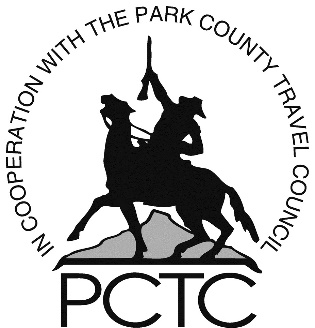 IN COOPERATION WITH THE PARK COUNTY TRAVEL COUNCIL
PCTC